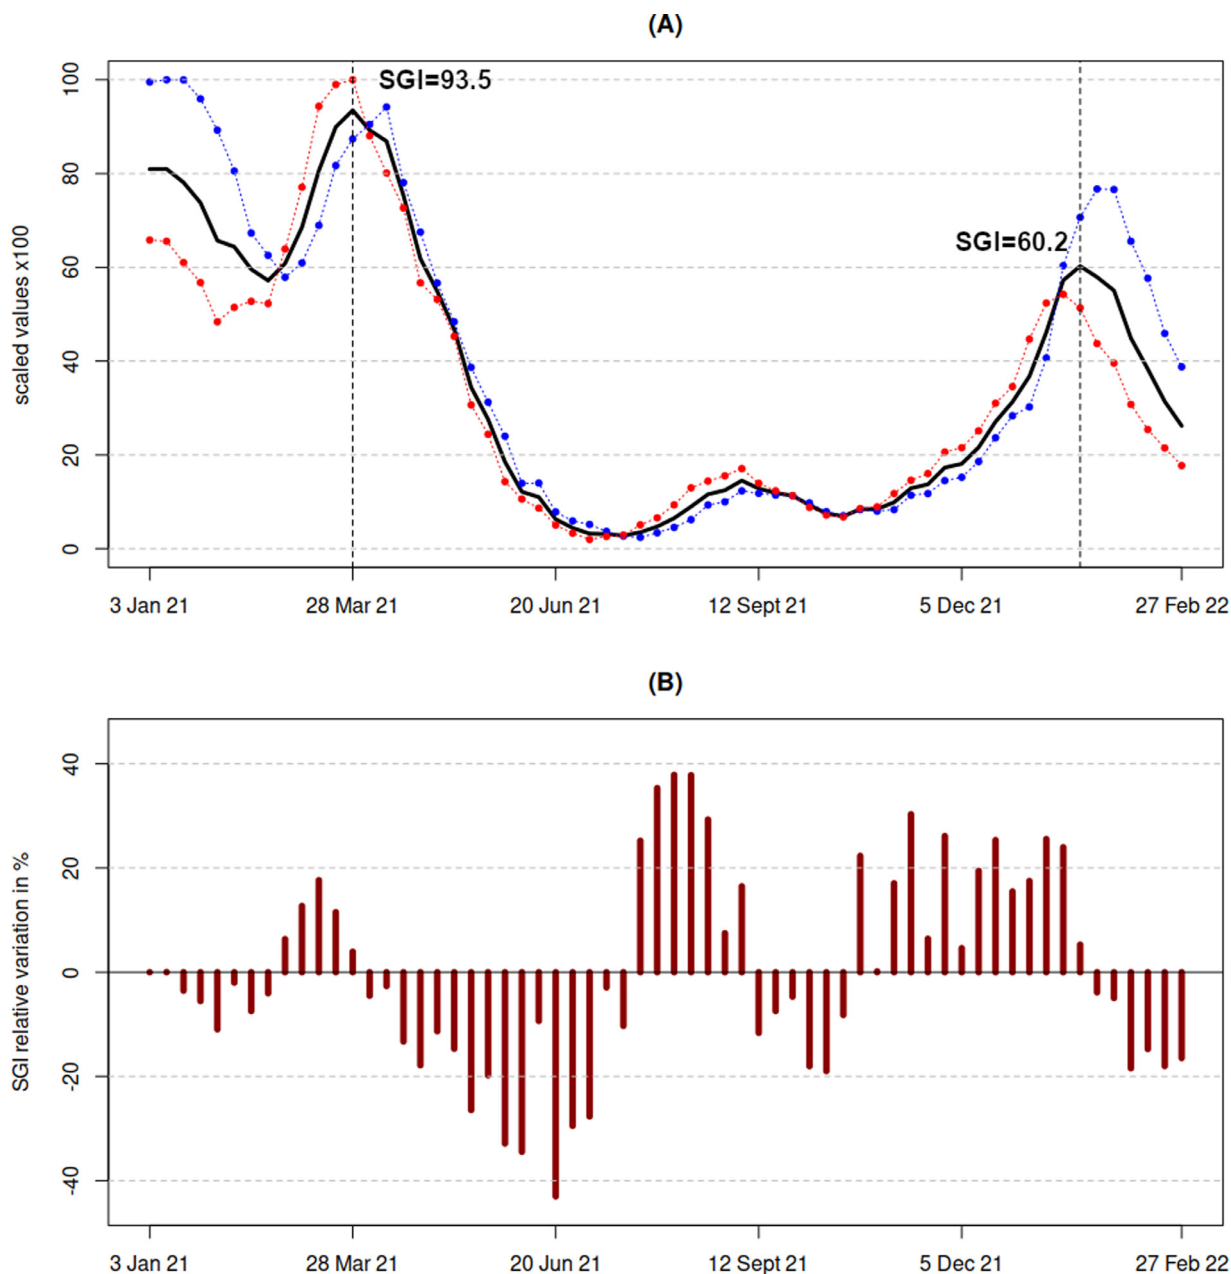 (A)
SGI=93.5
SGI=60.2
scaled values x100
100
80
60
40
20
0
3 Jan 21
28 Mar 21
20 Jun 21
12 Sept 21
5 Dec 21
27 Feb 22
(B)
SGI relative variation in %
40
20
0
-20
-40
3 Jan 21
28 Mar 21
20 Jun 21
12 Sept 21
5 Dec 21
27 Feb 22